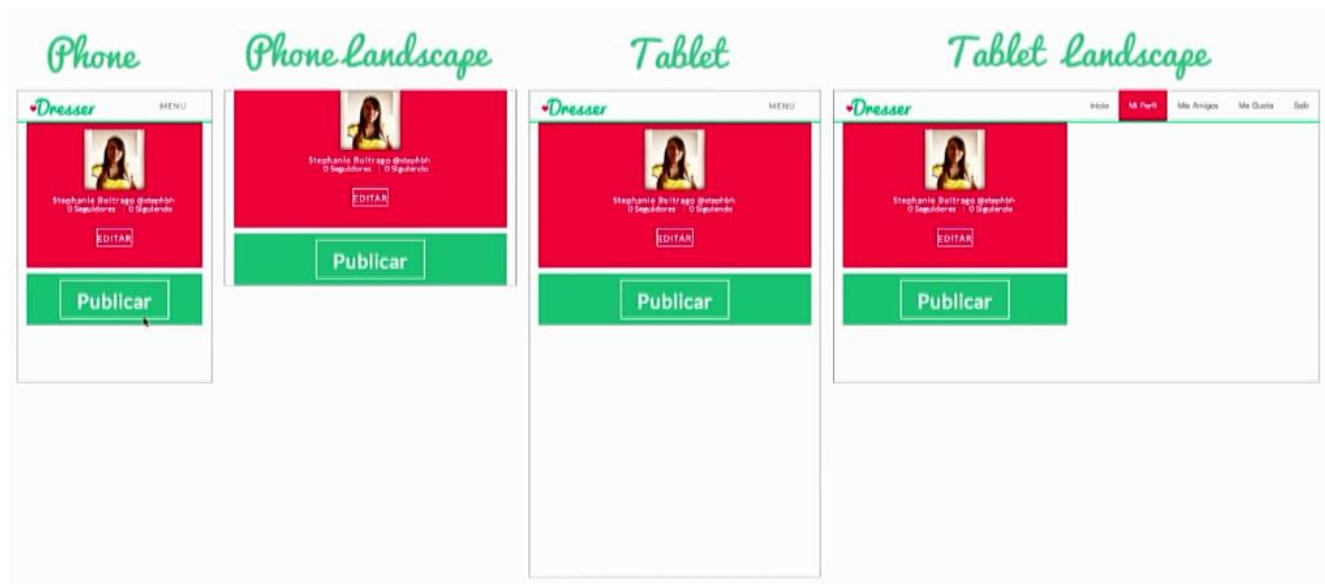 Phone
Phone Landscape
Tablet
Tablet Landscape
Dresser
MENU
Stephanie Buitrago @stephbh
0 Seguidores | 0 Siguiendo
EDITAR
Publicar
Stephanie Buitrago @stephbh
0 Seguidores | 0 Siguiendo
EDITAR
Publicar
Dresser
MENU
Stephanie Buitrago @stephbh
0 Seguidores | 0 Siguiendo
EDITAR
Publicar
Dresser
Inicio Mi Perfil Mis Amigos Me Gusta Salir
Stephanie Buitrago @stephbh
0 Seguidores | 0 Siguiendo
EDITAR
Publicar